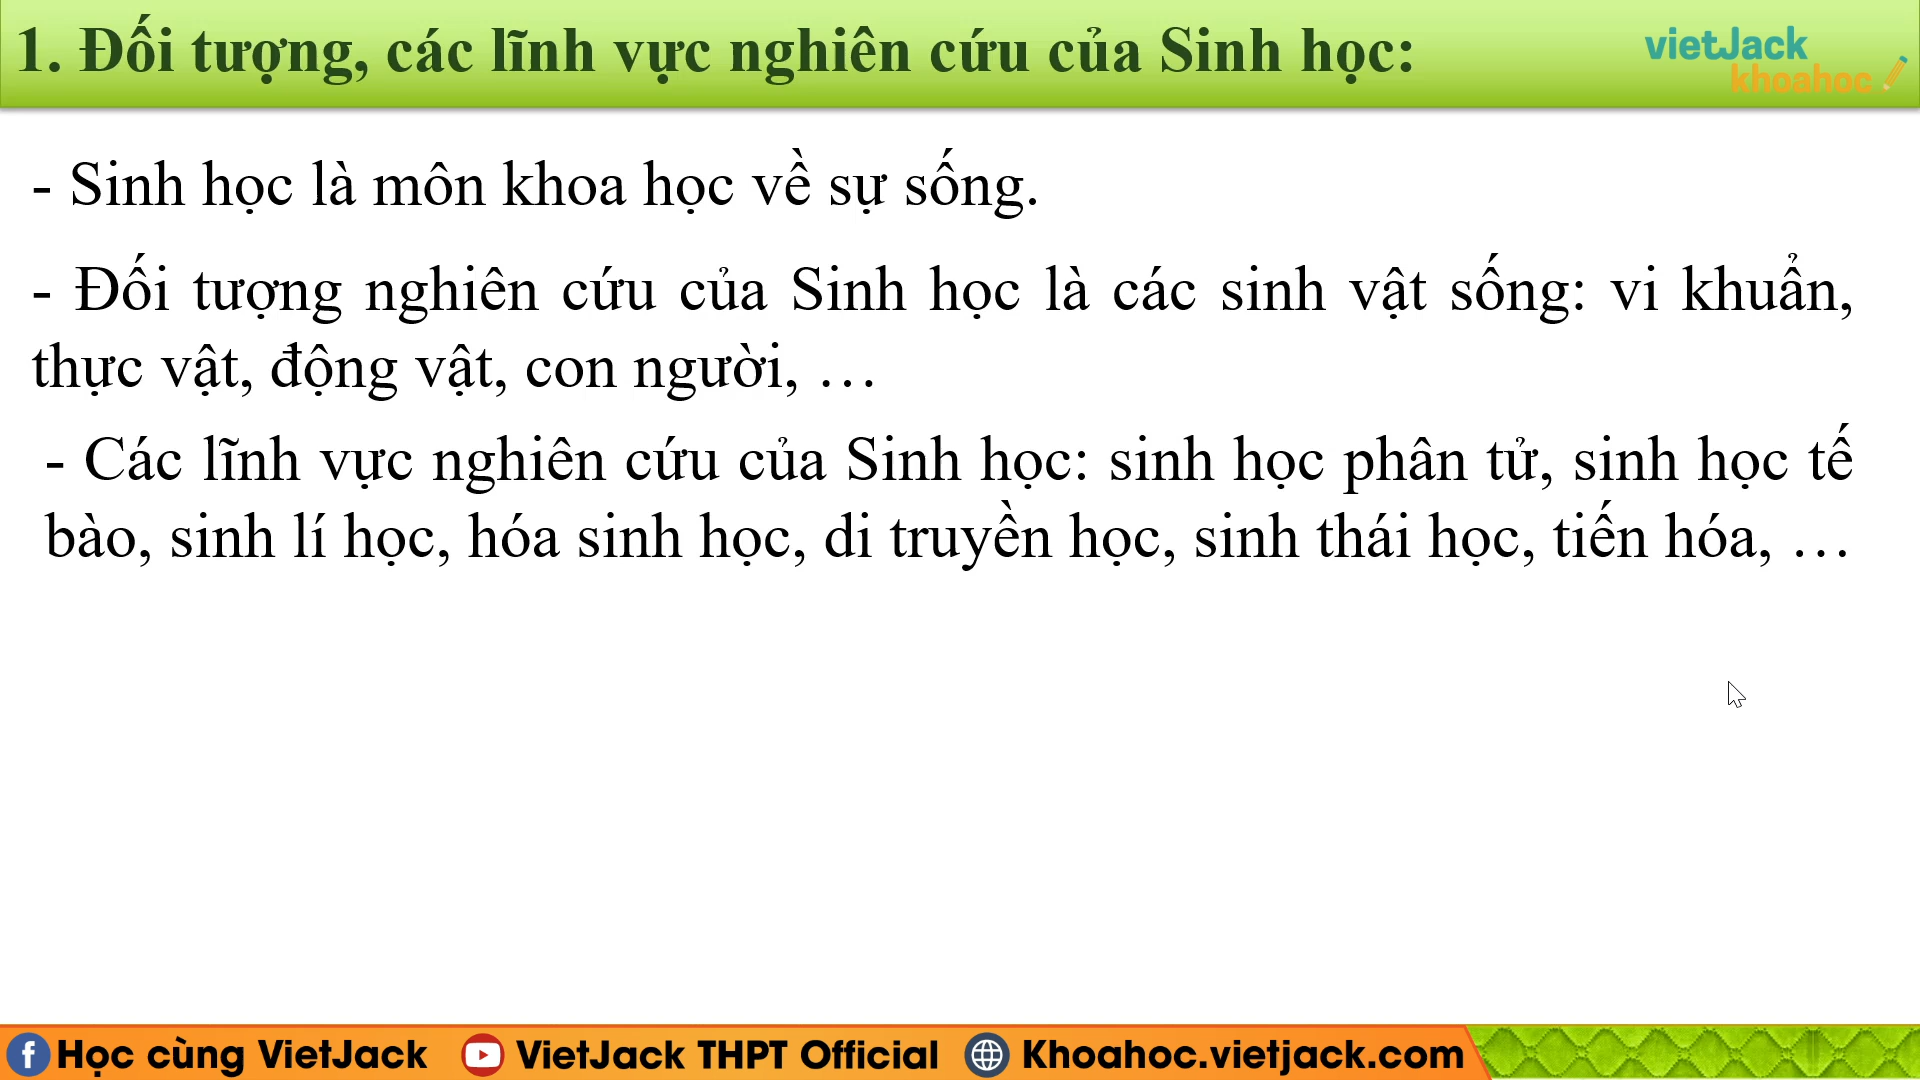 1. Đối tượng, các lĩnh vực nghiên cứu của Sinh học:
vietJack
khoahoc
- Sinh học là môn khoa học về sự sống.
- Đối tượng nghiên cứu của Sinh học là các sinh vật sống: vi khuẩn,
thực vật, động vật, con người, …
- Các lĩnh vực nghiên cứu của Sinh học: sinh học phân tử, sinh học tế
bào, sinh lí học, hóa sinh học, di truyền học, sinh thái học, tiến hóa, …
Học cùng VietJack VietJack THPT Official Khoahoc.vietjack.com